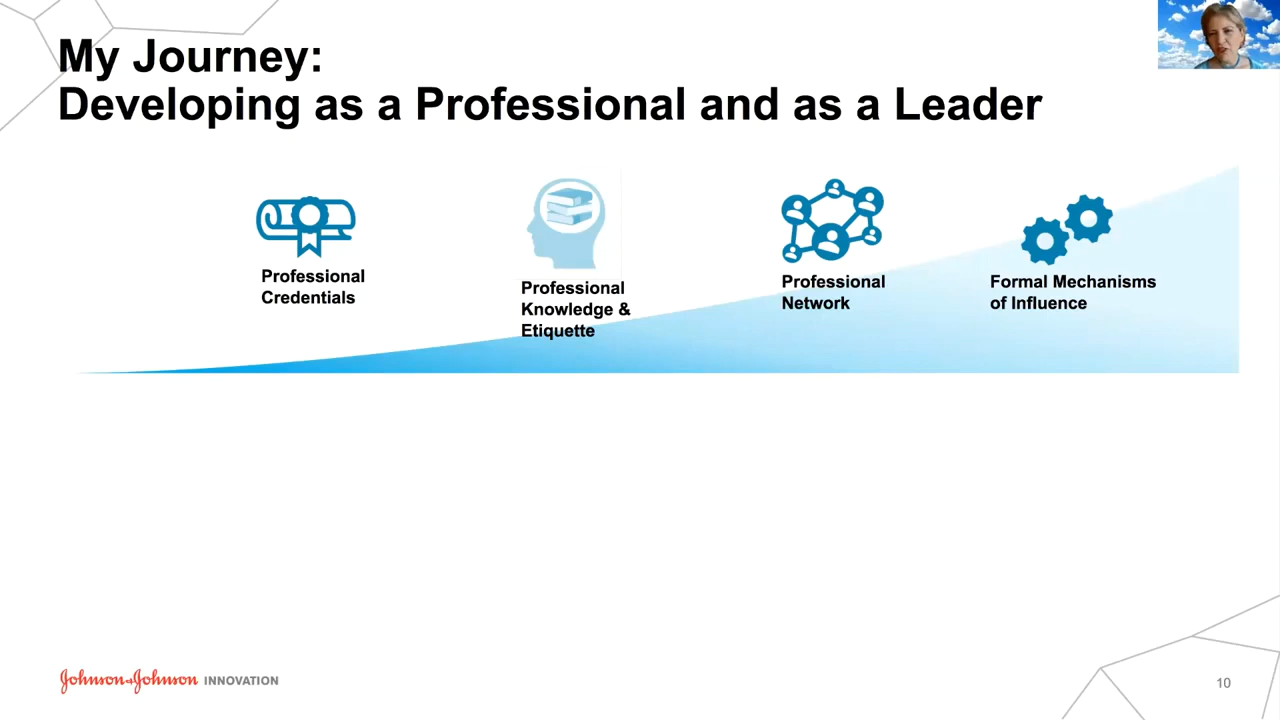 My Journey:
Developing as a Professional and as a Leader
Professional
Credentials
Professional
Knowledge &
Etiquette
Professional
Network
Formal Mechanisms
of Influence
Johnson+Johnson INNOVATION
10